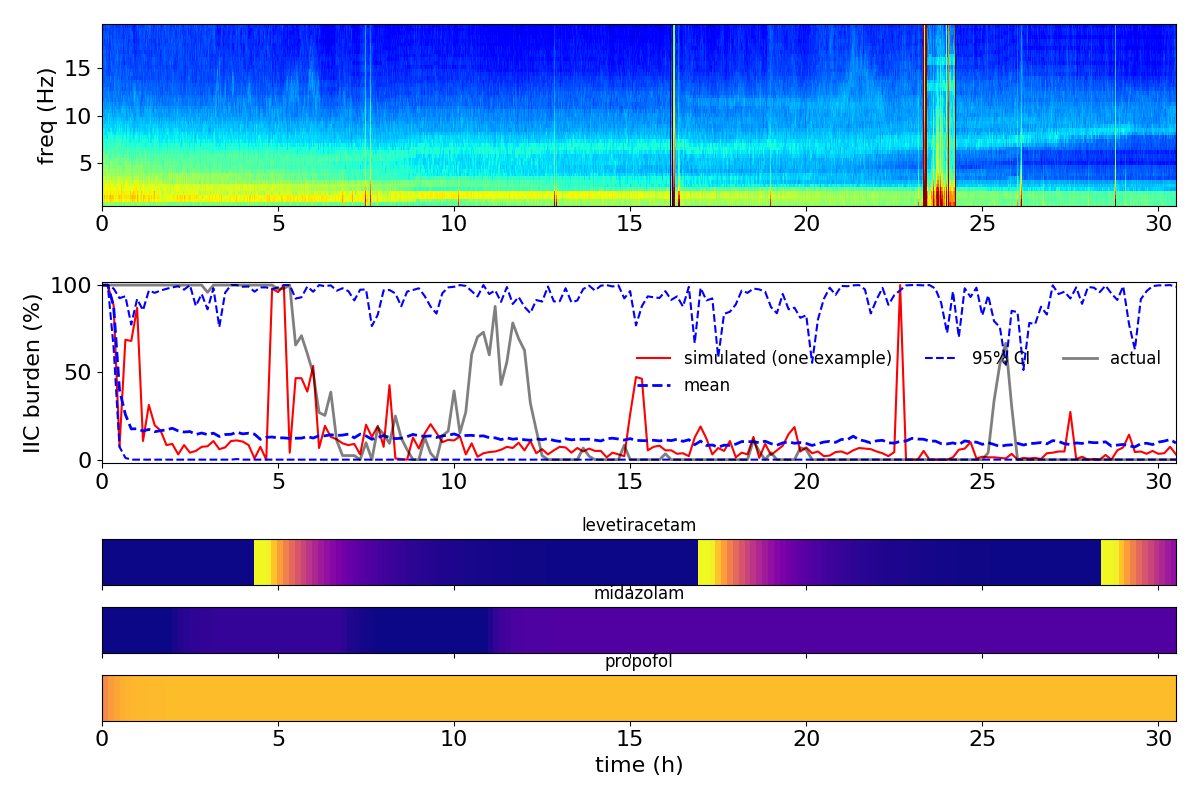 freq (Hz)
15
10
5
0 5 10 15 20 25 30
IIC burden (%)
100
50
0
simulated (one example) 95% CI actual
mean
0 5 10 15 20 25 30
levetiracetam
midazolam
propofol
0 5 10 15 20 25 30
time (h)